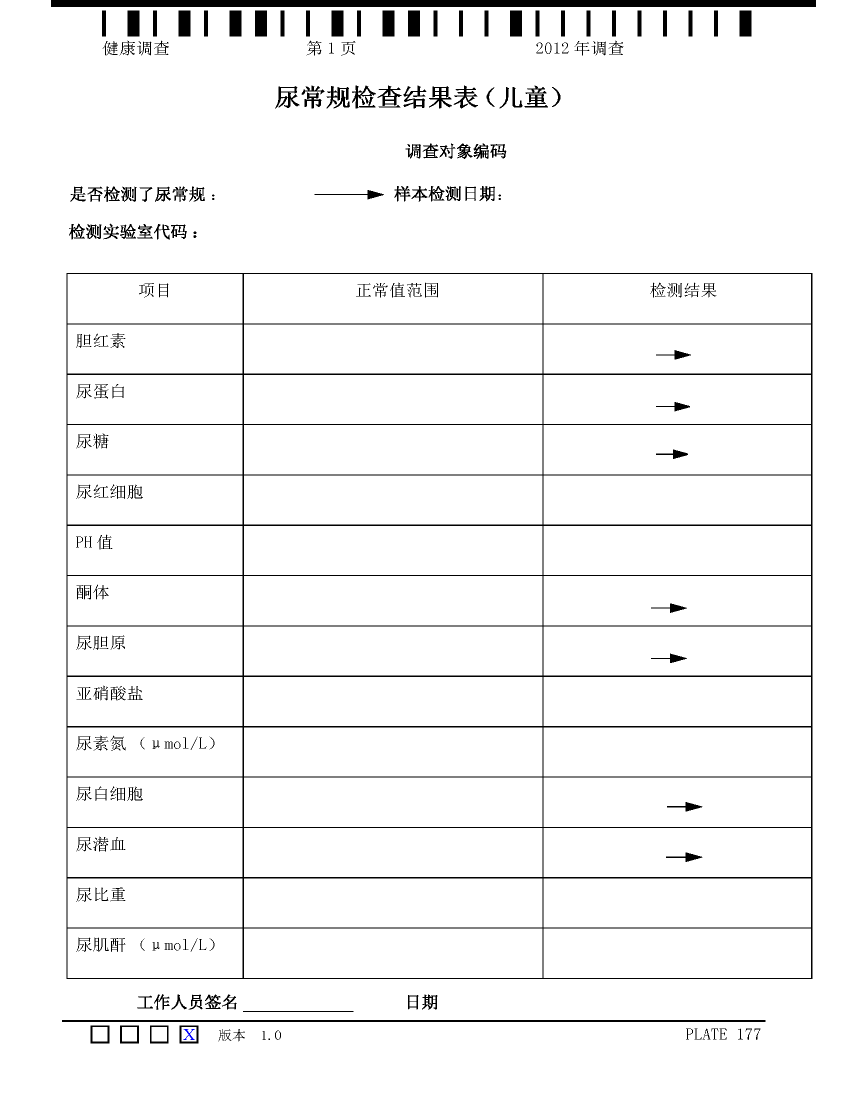 健康调查 第 1 页 2012 年调查
尿常规检查结果表（儿童）
调查对象编码
是否检测了尿常规： 样本检测日期:
检测实验室代码：
项目 正常值范围 检测结果
胆红素
尿蛋白
尿糖
尿红细胞
PH 值
酮体
尿胆原
亚硝酸盐
尿素氮 （μmol/L）
尿白细胞
尿潜血
尿比重
尿肌酐 （μmol/L）
工作人员签名 日期
X 版本 1.0 PLATE 177